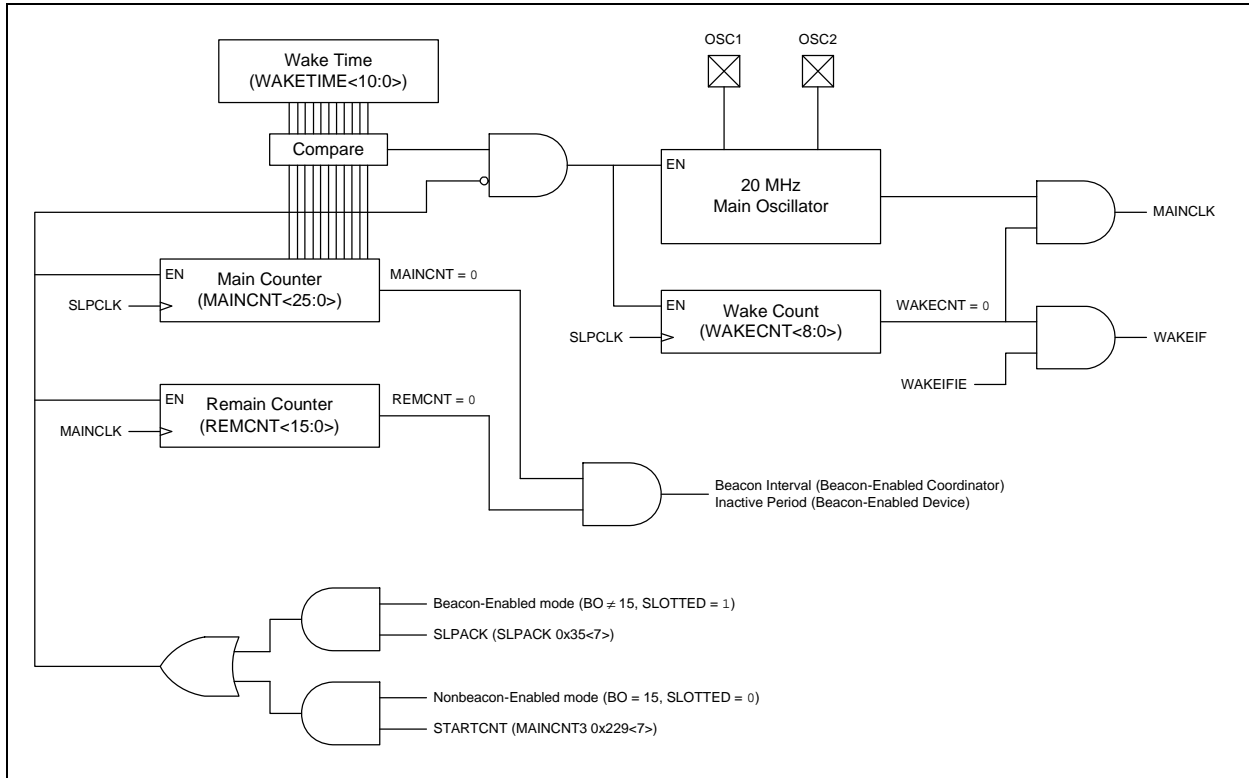 OSC1
OSC2
Wake Time
(WAKETIME<10:0>)
Compare
EN
20 MHz
Main Oscillator
MAINCLK
EN
Main Counter
(MAINCNT<25:0>)
MAINCNT = 0
SLPCLK
EN
Wake Count
(WAKECNT<8:0>)
WAKECNT = 0
SLPCLK
WAKEIF
WAKEIFIE
EN
Remain Counter
(REMCNT<15:0>)
REMCNT = 0
MAINCLK
Beacon Interval (Beacon-Enabled Coordinator)
Inactive Period (Beacon-Enabled Device)
Beacon-Enabled mode (BO ≠ 15, SLOTTED = 1)
SLPACK (SLPACK 0x35<7>)
Nonbeacon-Enabled mode (BO = 15, SLOTTED = 0)
STARTCNT (MAINCNT3 0x229<7>)